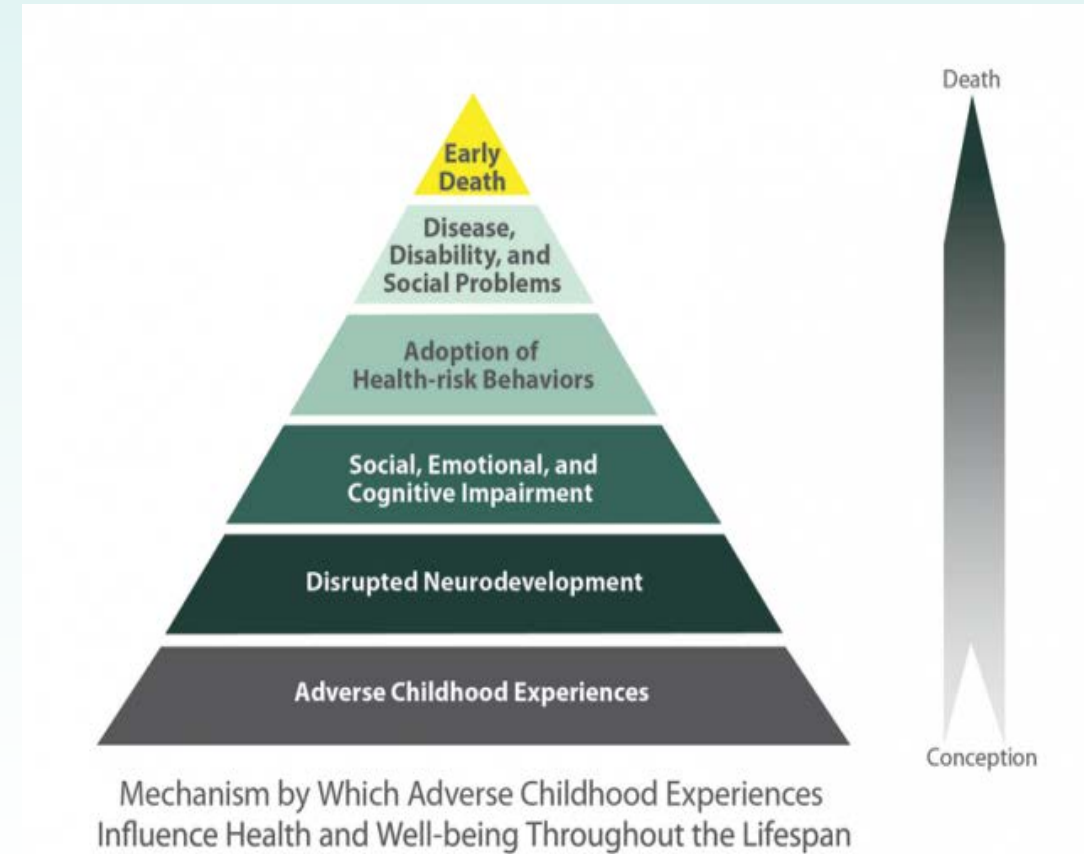 Death
Early
Death
Disease,
Disability, and
Social Problems
Adoption of
Health-risk Behaviors
Social, Emotional, and
Cognitive Impairment
Disrupted Neurodevelopment
Adverse Childhood Experiences
Conception
Mechanism by Which Adverse Childhood Experiences
Influence Health and Well-being Throughout the Lifespan